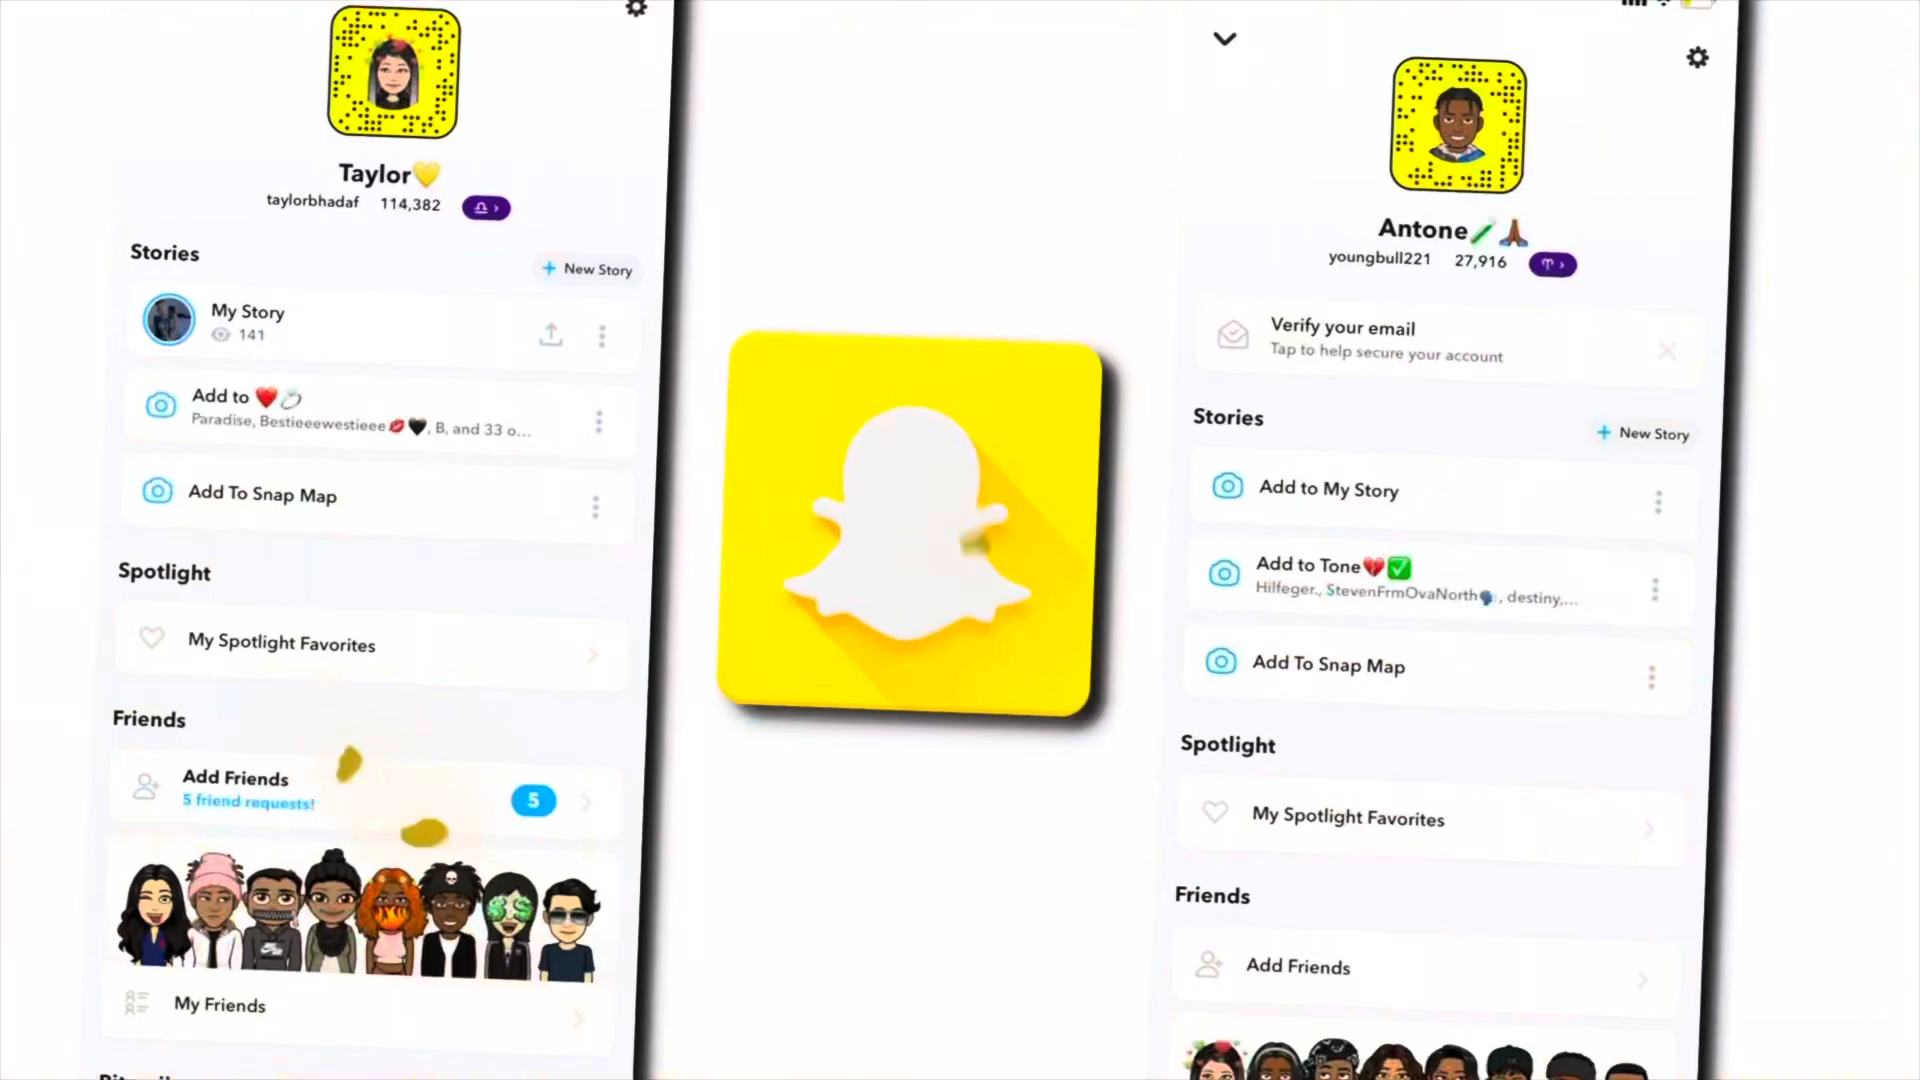 Taylor💛
taylorbhadaf 114,382
Stories
+ New Story
My Story
141
Add to ❤️💍
Paradise, Bestieeewestieee💋🖤, B, and 33 o...
Add To Snap Map
Spotlight
My Spotlight Favorites
Friends
Add Friends
5 friend requests!
5
My Friends
Antone🧪🙏🏾
youngbull221 27,916
Verify your email
Tap to help secure your account
Stories
+ New Story
Add to My Story
Add to Tone💔✅
Hilfeger., StevenFrmOvaNorth🗣, destiny,...
Add To Snap Map
Spotlight
My Spotlight Favorites
Friends
Add Friends